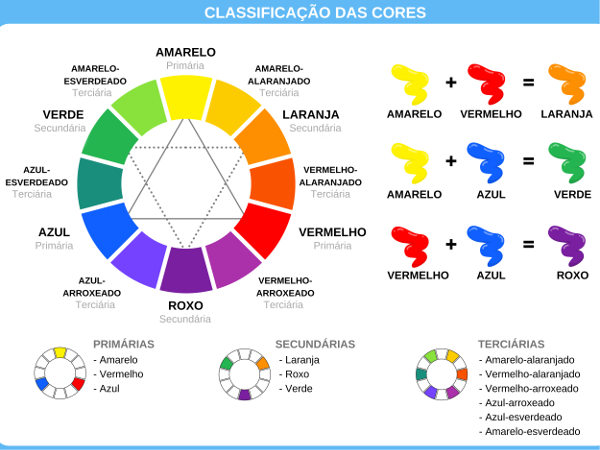 CLASSIFICAÇÃO DAS CORES
AMARELO
Primária
AMARELO-
ALARANJADO
Terciária
LARANJA
Secundária
VERMELHO-
ALARANJADO
Terciária
VERMELHO
Primária
VERMELHO-
ARROXEADO
Terciária
ROXO
Secundária
AZUL-
ARROXEADO
Terciária
AZUL
Primária
AZUL-
ESVERDEADO
Terciária
VERDE
Secundária
AMARELO-
ESVERDEADO
Terciária
+ =
AMARELO VERMELHO LARANJA
+ =
AMARELO AZUL VERDE
+ =
VERMELHO AZUL ROXO
PRIMÁRIAS
- Amarelo
- Vermelho
- Azul
SECUNDÁRIAS
- Laranja
- Roxo
- Verde
TERCIÁRIAS
- Amarelo-alaranjado
- Vermelho-alaranjado
- Vermelho-arroxeado
- Azul-arroxeado
- Azul-esverdeado
- Amarelo-esverdeado